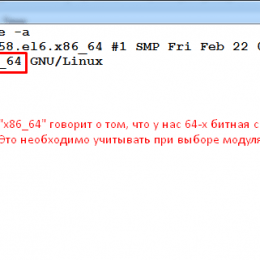 e -a
58.el6.x86_64 #1 SMP Fri Feb 22 0
_64 GNU/Linux
"x86_64" говорит о том, что у нас 64-х битная с
Это необходимо учитывать при выборе модуля